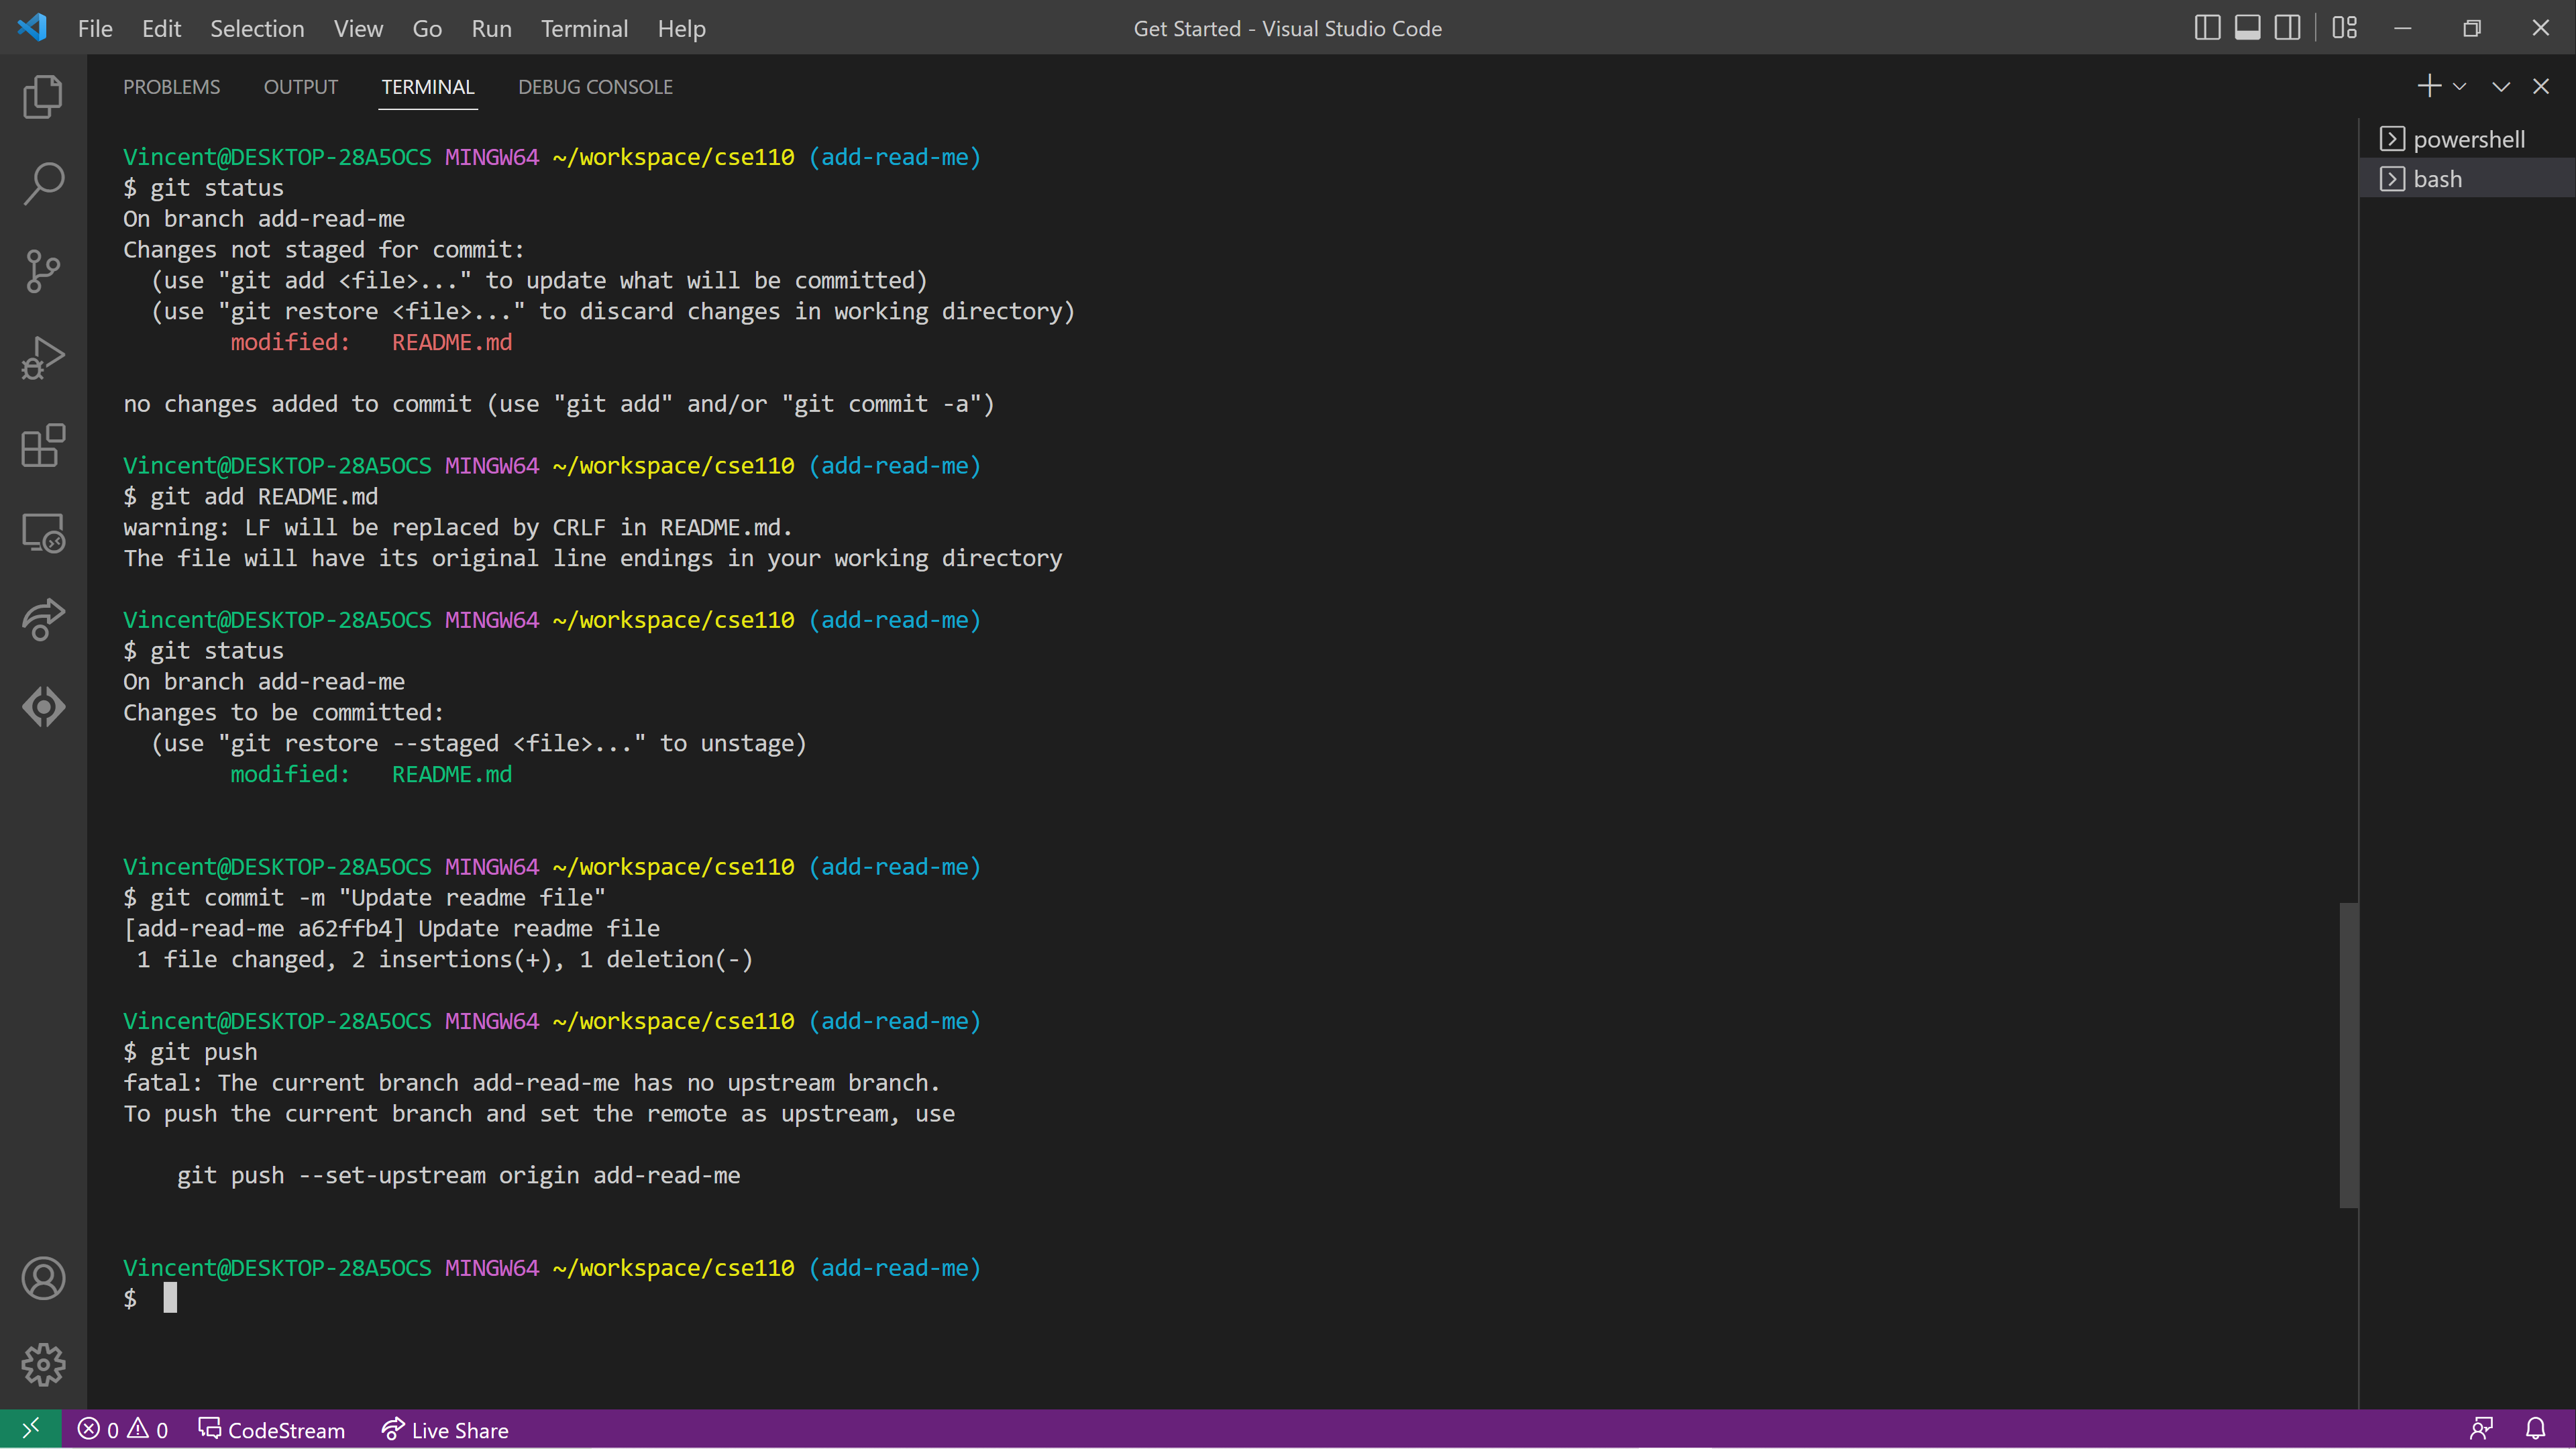 File Edit Selection View Go Run Terminal Help
Get Started - Visual Studio Code
PROBLEMS OUTPUT TERMINAL DEBUG CONSOLE
powershell
bash
Vincent@DESKTOP-28A5OCS MINGW64 ~/workspace/cse110 (add-read-me)
$ git status
On branch add-read-me
Changes not staged for commit:
  (use "git add <file>..." to update what will be committed)
  (use "git restore <file>..." to discard changes in working directory)
        modified:   README.md
no changes added to commit (use "git add" and/or "git commit -a")
Vincent@DESKTOP-28A5OCS MINGW64 ~/workspace/cse110 (add-read-me)
$ git add README.md
warning: LF will be replaced by CRLF in README.md.
The file will have its original line endings in your working directory
Vincent@DESKTOP-28A5OCS MINGW64 ~/workspace/cse110 (add-read-me)
$ git status
On branch add-read-me
Changes to be committed:
  (use "git restore --staged <file>..." to unstage)
        modified:   README.md
Vincent@DESKTOP-28A5OCS MINGW64 ~/workspace/cse110 (add-read-me)
$ git commit -m "Update readme file"
[add-read-me a62ffb4] Update readme file
 1 file changed, 2 insertions(+), 1 deletion(-)
Vincent@DESKTOP-28A5OCS MINGW64 ~/workspace/cse110 (add-read-me)
$ git push
fatal: The current branch add-read-me has no upstream branch.
To push the current branch and set the remote as upstream, use
    git push --set-upstream origin add-read-me
Vincent@DESKTOP-28A5OCS MINGW64 ~/workspace/cse110 (add-read-me)
$
0 0 CodeStream Live Share